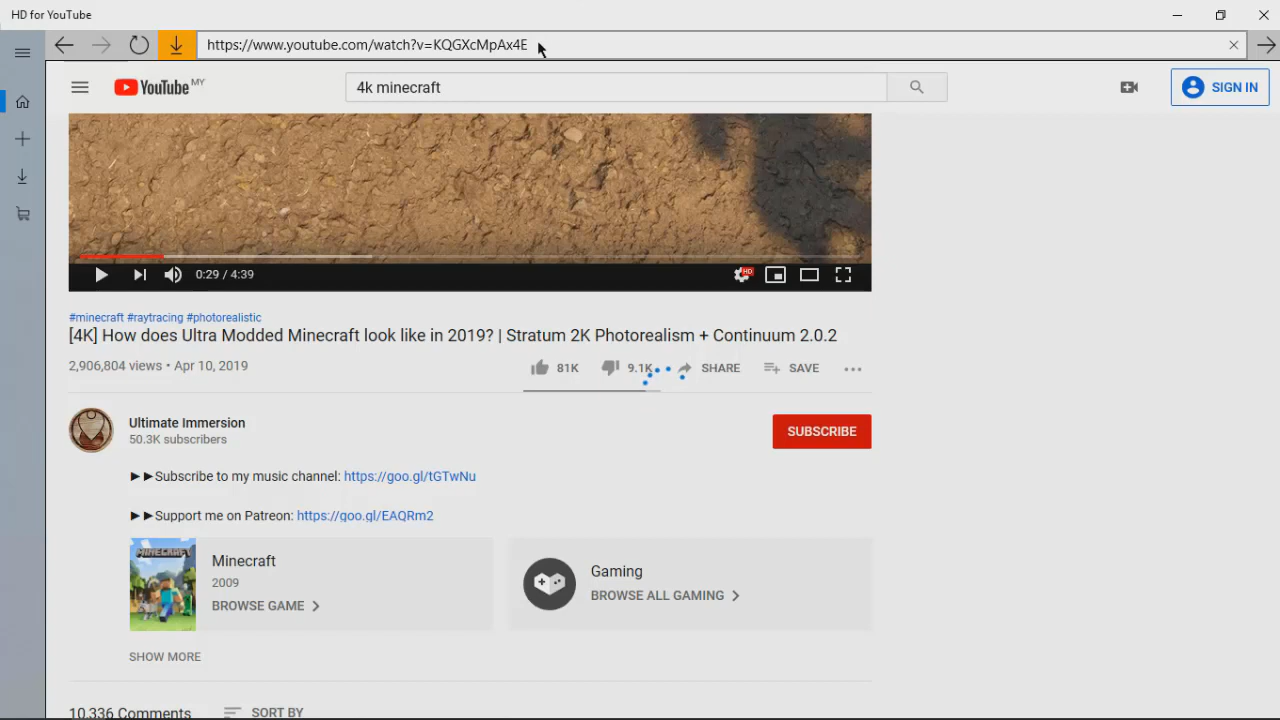 HD for YouTube
https://www.youtube.com/watch?v=KQGXcMpAx4E
YouTube MY
4k minecraft
SIGN IN
0:29 / 4:39
HD
#minecraft #raytracing #photorealistic
[4K] How does Ultra Modded Minecraft look like in 2019? | Stratum 2K Photorealism + Continuum 2.0.2
2,906,804 views • Apr 10, 2019
81K
9.1K
SHARE
SAVE
Ultimate Immersion
50.3K subscribers
SUBSCRIBE
►►Subscribe to my music channel: https://goo.gl/tGTwNu
►►Support me on Patreon: https://goo.gl/EAQRm2
MINECRAFT
Minecraft
2009
BROWSE GAME
Gaming
BROWSE ALL GAMING
SHOW MORE
10,336 Comments
SORT BY